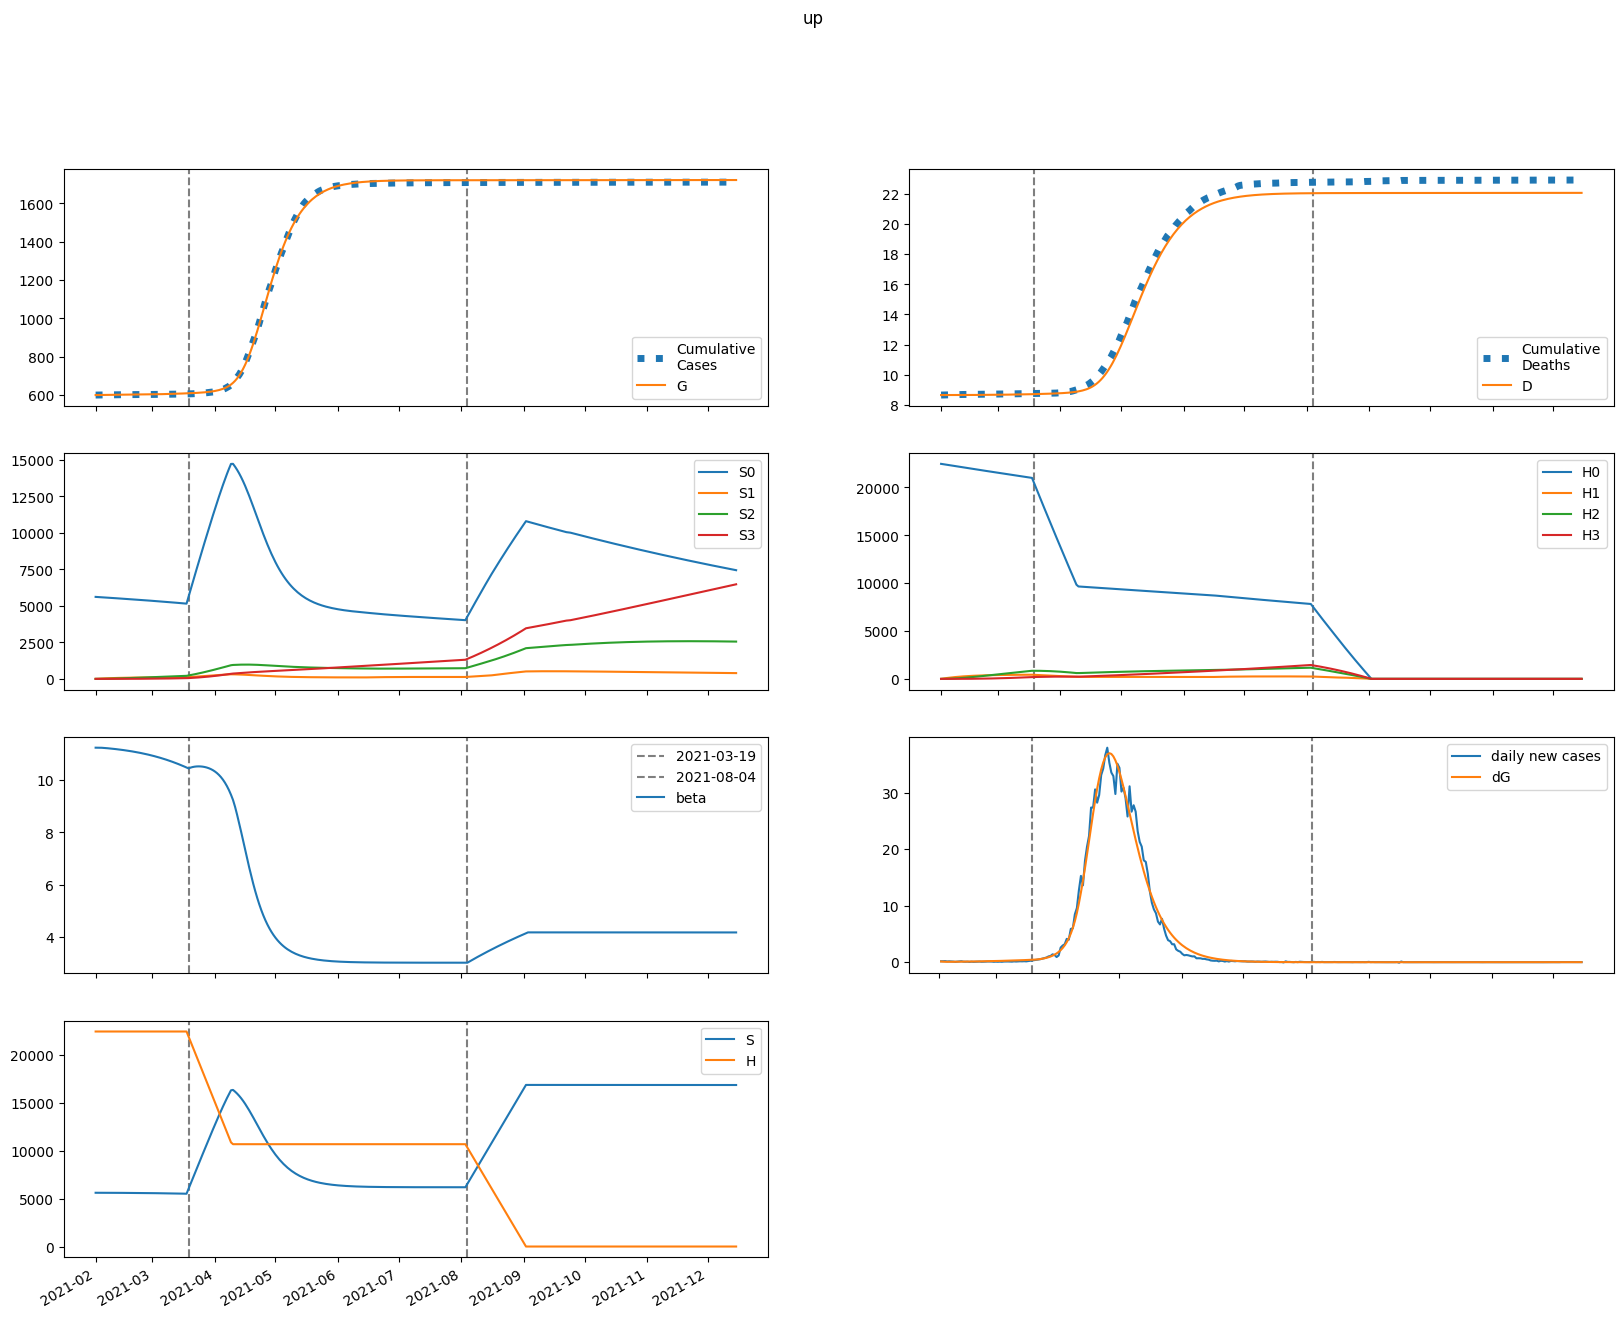 up
1600
1400
1200
1000
800
600
Cumulative
Cases
G
22
20
18
16
14
12
10
8
Cumulative
Deaths
D
15000
12500
10000
7500
5000
2500
0
S0
S1
S2
S3
20000
15000
10000
5000
0
H0
H1
H2
H3
10
8
6
4
2021-03-19
2021-08-04
beta
30
20
10
0
daily new cases
dG
20000
15000
10000
5000
0
S
H
2021-02
2021-03
2021-04
2021-05
2021-06
2021-07
2021-08
2021-09
2021-10
2021-11
2021-12